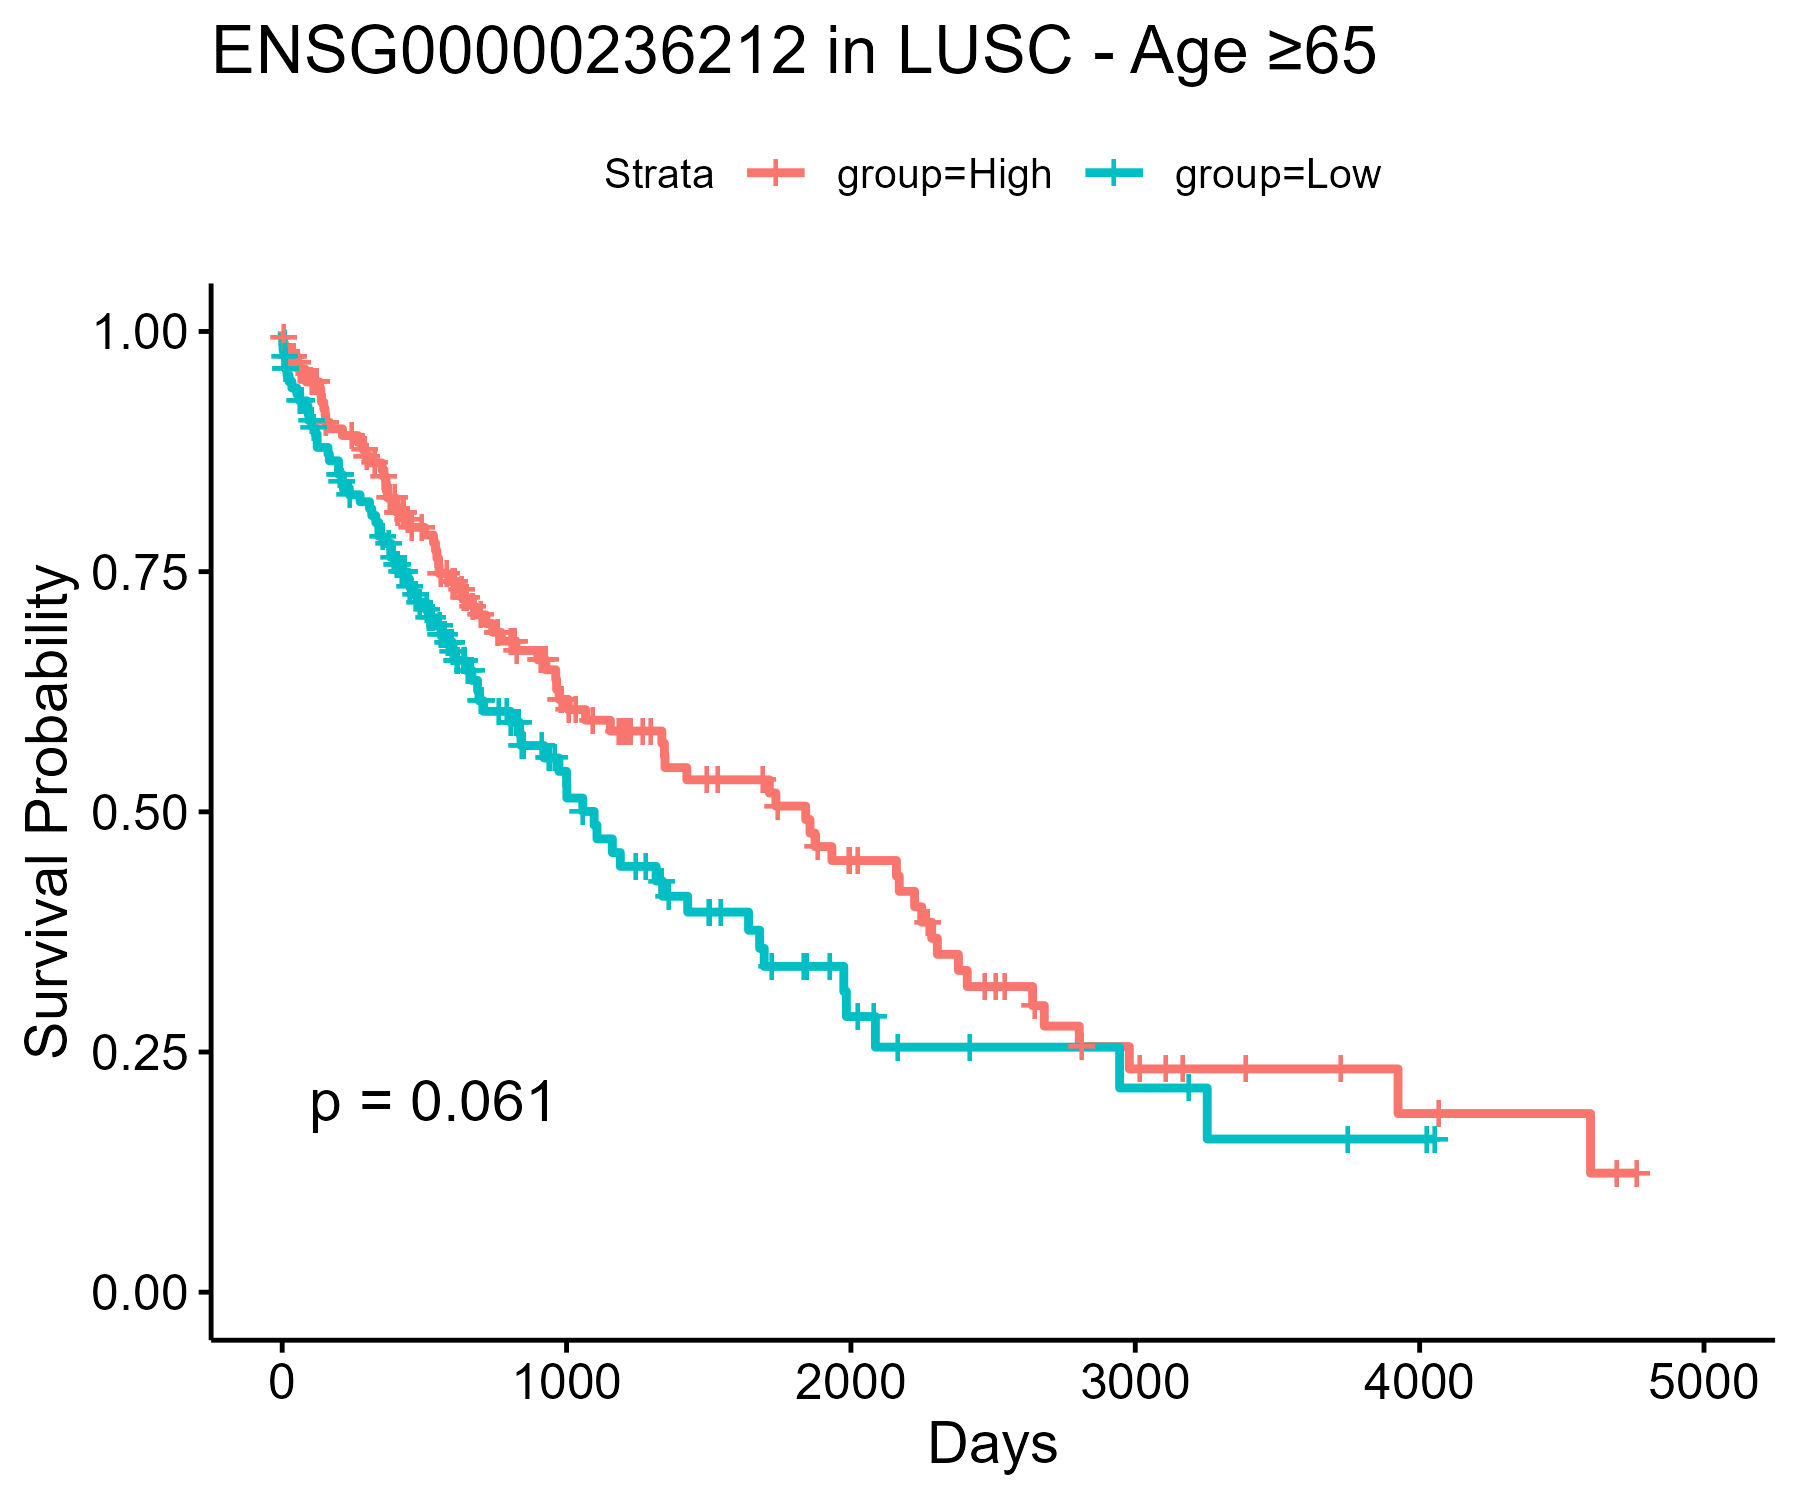 ENSG00000236212 in LUSC - Age ≥65
Strata group=High group=Low
Survival Probability
1.00
0.75
0.50
0.25
0.00
p = 0.061
0 1000 2000 3000 4000 5000
Days